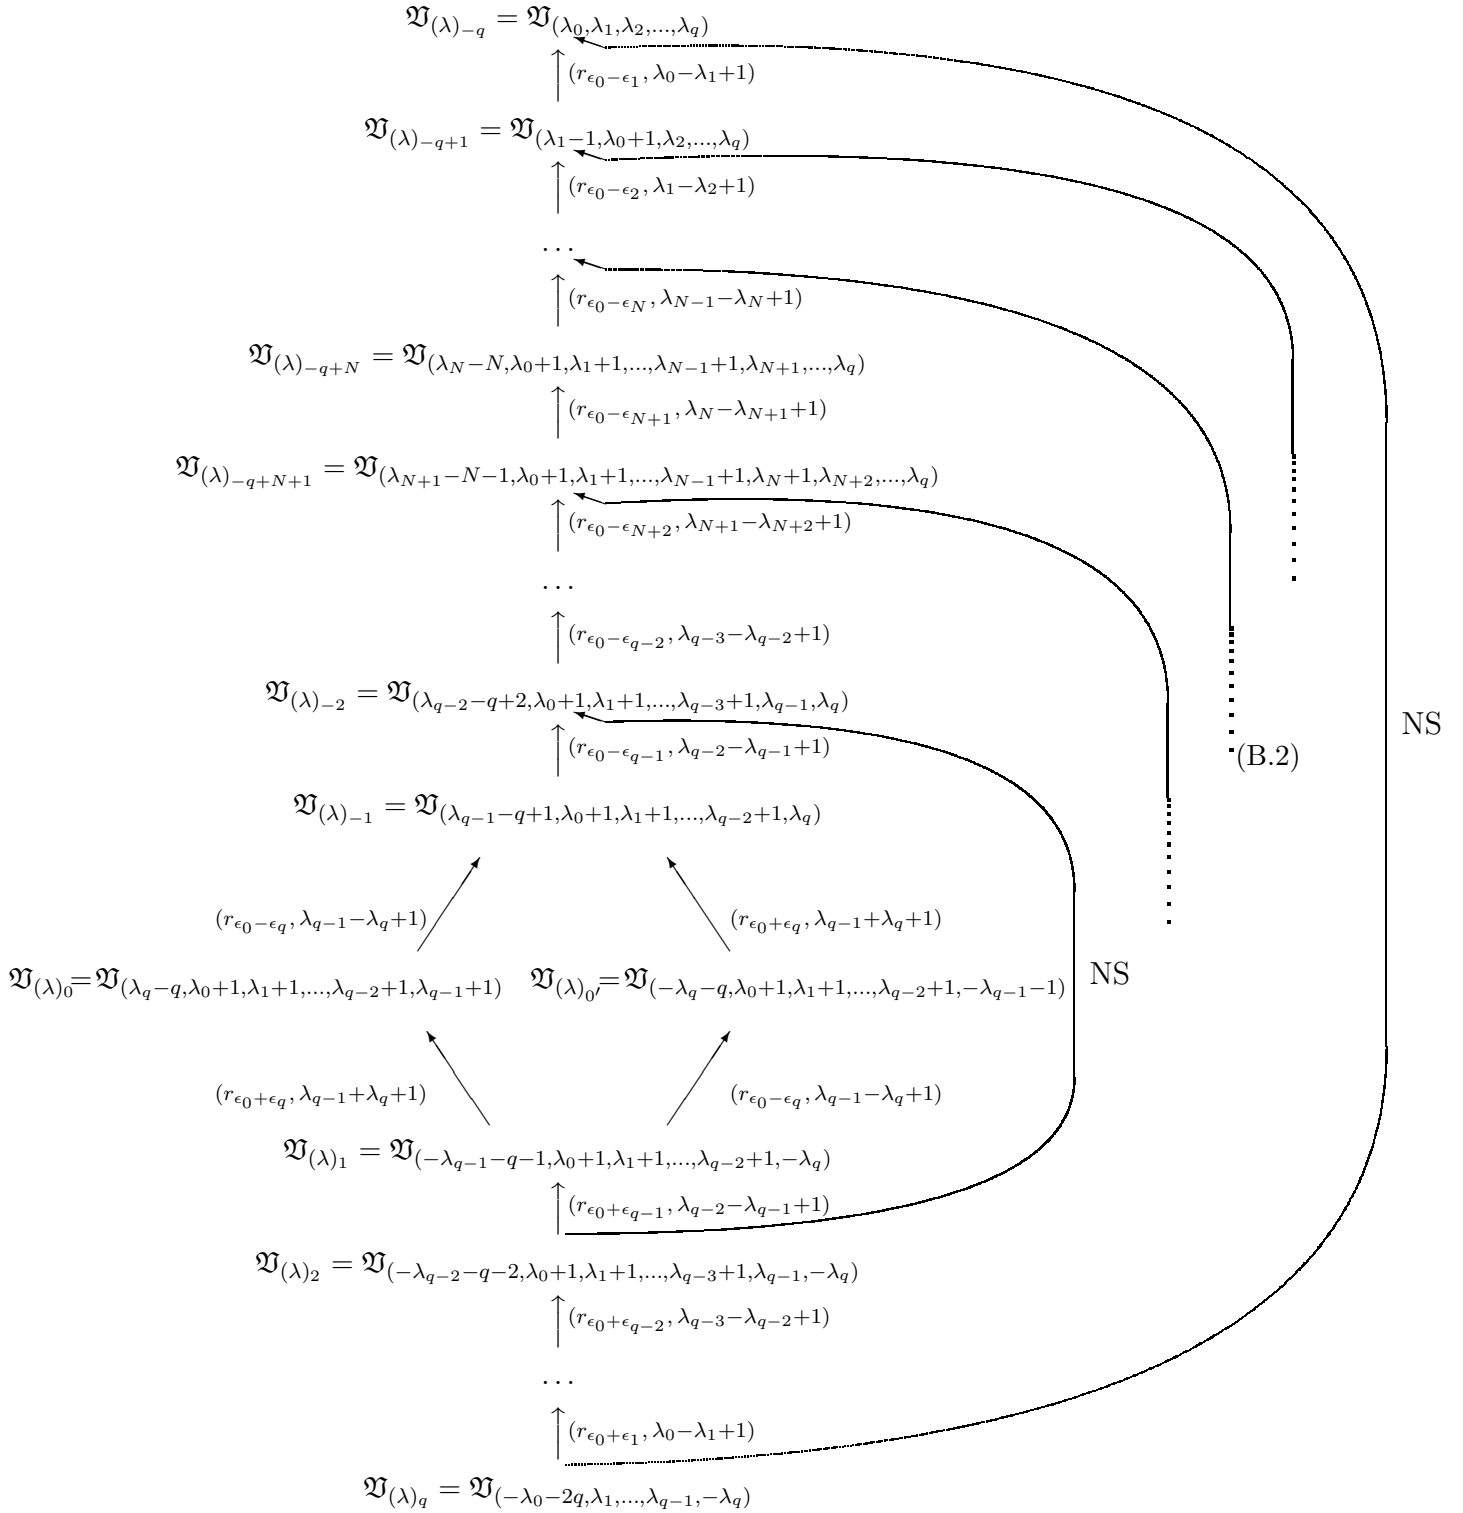 𝔙_{(λ)_{−q}} = 𝔙_{(λ_0,λ_1,λ_2,...,λ_q)}
(r_{ϵ_0−ϵ_1}, λ_0−λ_1+1)
𝔙_{(λ)_{−q+1}} = 𝔙_{(λ_1−1,λ_0+1,λ_2,...,λ_q)}
(r_{ϵ_0−ϵ_2}, λ_1−λ_2+1)
...
(r_{ϵ_0−ϵ_N}, λ_{N−1}−λ_N+1)
𝔙_{(λ)_{−q+N}} = 𝔙_{(λ_N−N,λ_0+1,λ_1+1,...,λ_{N−1}+1,λ_{N+1},...,λ_q)}
(r_{ϵ_0−ϵ_{N+1}}, λ_N−λ_{N+1}+1)
𝔙_{(λ)_{−q+N+1}} = 𝔙_{(λ_{N+1}−N−1,λ_0+1,λ_1+1,...,λ_{N−1}+1,λ_N+1,λ_{N+2},...,λ_q)}
(r_{ϵ_0−ϵ_{N+2}}, λ_{N+1}−λ_{N+2}+1)
...
(r_{ϵ_0−ϵ_{q−2}}, λ_{q−3}−λ_{q−2}+1)
𝔙_{(λ)_{−2}} = 𝔙_{(λ_{q−2}−q+2,λ_0+1,λ_1+1,...,λ_{q−3}+1,λ_{q−1},λ_q)}
NS
(r_{ϵ_0−ϵ_{q−1}}, λ_{q−2}−λ_{q−1}+1)
(B.2)
𝔙_{(λ)_{−1}} = 𝔙_{(λ_{q−1}−q+1,λ_0+1,λ_1+1,...,λ_{q−2}+1,λ_q)}
(r_{ϵ_0−ϵ_q}, λ_{q−1}−λ_q+1) (r_{ϵ_0+ϵ_q}, λ_{q−1}+λ_q+1)
𝔙_{(λ)_0} = 𝔙_{(λ_q−q,λ_0+1,λ_1+1,...,λ_{q−2}+1,λ_{q−1}+1)} 𝔙_{(λ)_{0′}} = 𝔙_{(−λ_q−q,λ_0+1,λ_1+1,...,λ_{q−2}+1,−λ_{q−1}−1)} NS
(r_{ϵ_0+ϵ_q}, λ_{q−1}+λ_q+1) (r_{ϵ_0−ϵ_q}, λ_{q−1}−λ_q+1)
𝔙_{(λ)_1} = 𝔙_{(−λ_{q−1}−q−1,λ_0+1,λ_1+1,...,λ_{q−2}+1,−λ_q)}
(r_{ϵ_0+ϵ_{q−1}}, λ_{q−2}−λ_{q−1}+1)
𝔙_{(λ)_2} = 𝔙_{(−λ_{q−2}−q−2,λ_0+1,λ_1+1,...,λ_{q−3}+1,λ_{q−1},−λ_q)}
(r_{ϵ_0+ϵ_{q−2}}, λ_{q−3}−λ_{q−2}+1)
...
(r_{ϵ_0+ϵ_1}, λ_0−λ_1+1)
𝔙_{(λ)_q} = 𝔙_{(−λ_0−2q,λ_1,...,λ_{q−1},−λ_q)}